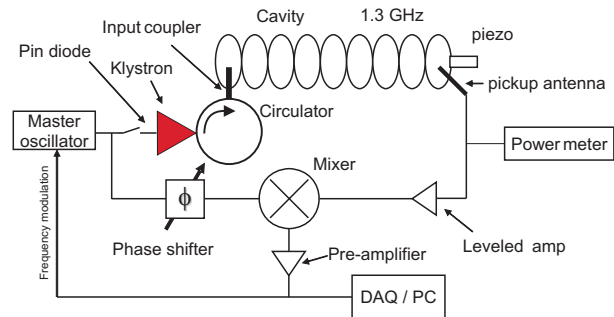 Cavity
1.3 GHz
Input coupler
piezo
Pin diode
Klystron
pickup antenna
Circulator
Master
oscillator
Power meter
Mixer
ϕ
Frequency modulation
Phase shifter
Leveled amp
Pre-amplifier
DAQ / PC